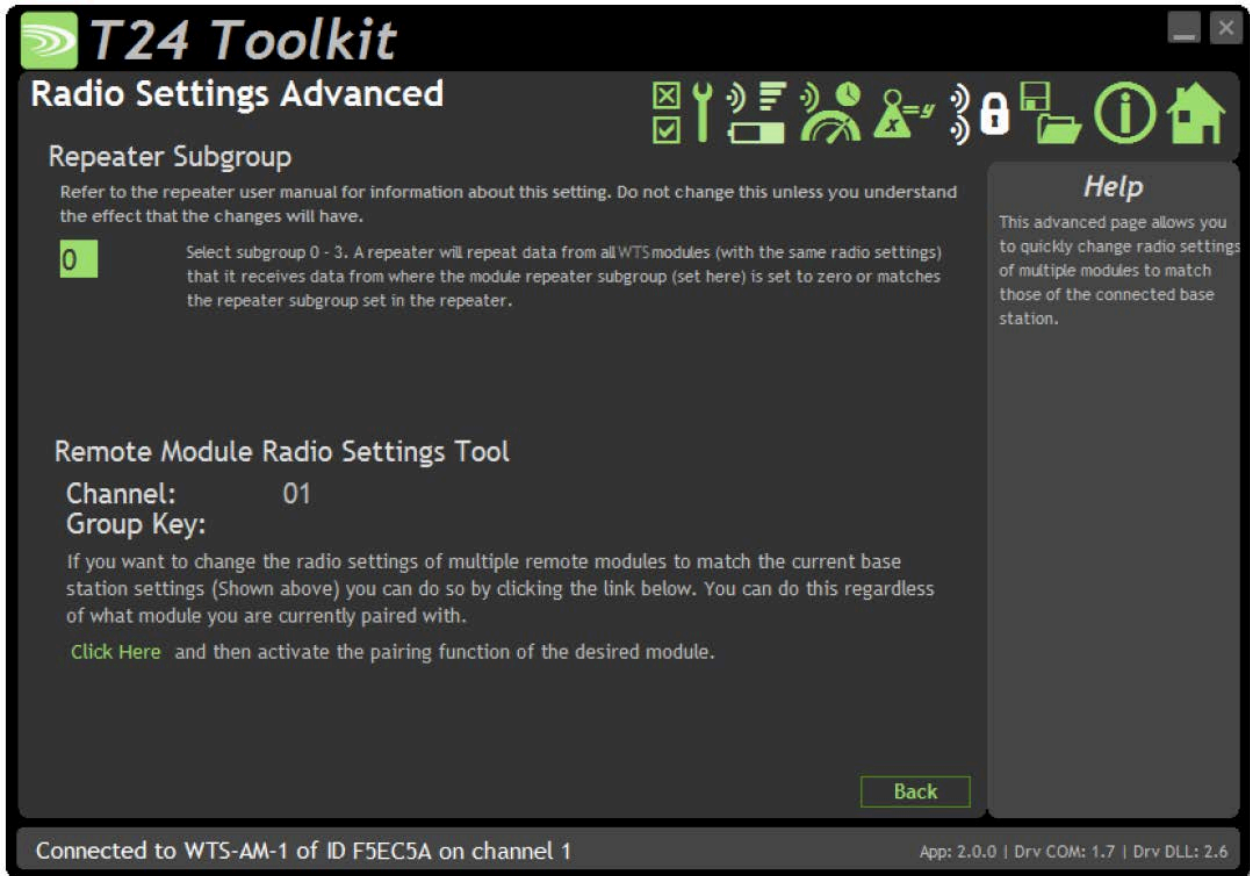 T24 Toolkit
Radio Settings Advanced
x=y
Repeater Subgroup
Refer to the repeater user manual for information about this setting. Do not change this unless you understand
the effect that the changes will have.
0
Select subgroup 0 - 3. A repeater will repeat data from all WTS modules (with the same radio settings)
that it receives data from where the module repeater subgroup (set here) is set to zero or matches
the repeater subgroup set in the repeater.
Remote Module Radio Settings Tool
Channel: 01
Group Key:
If you want to change the radio settings of multiple remote modules to match the current base
station settings (Shown above) you can do so by clicking the link below. You can do this regardless
of what module you are currently paired with.
Click Here and then activate the pairing function of the desired module.
Back
Help
This advanced page allows you
to quickly change radio settings
of multiple modules to match
those of the connected base
station.
Connected to WTS-AM-1 of ID F5EC5A on channel 1
App: 2.0.0 | Drv COM: 1.7 | Drv DLL: 2.6